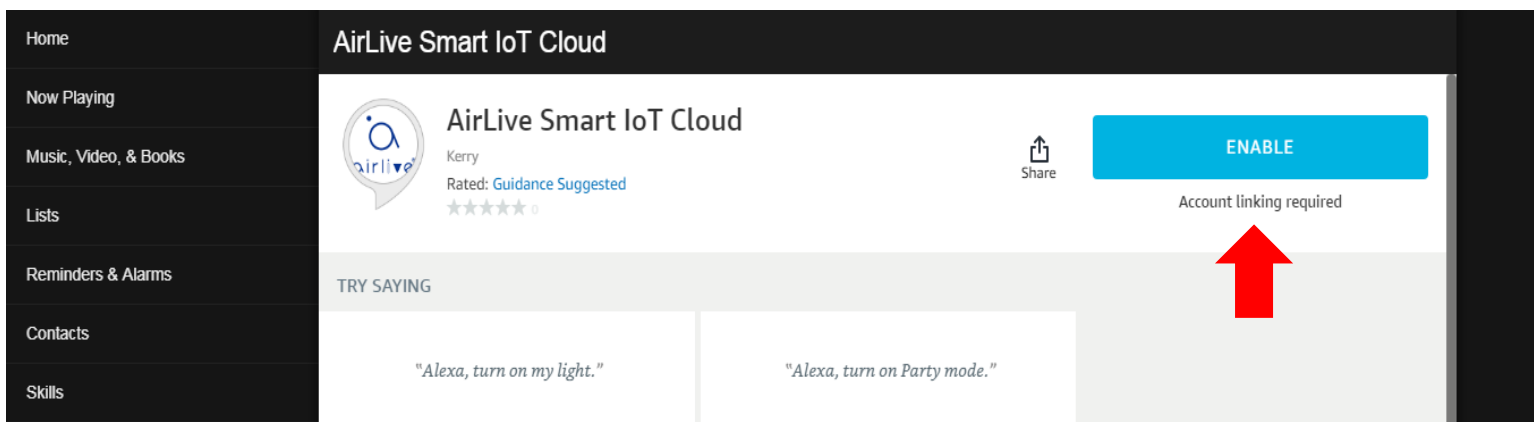 Home
Now Playing
Music, Video, & Books
Lists
Reminders & Alarms
Contacts
Skills
AirLive Smart IoT Cloud
airlive
AirLive Smart IoT Cloud
Kerry
Rated: Guidance Suggested
0
Share
ENABLE
Account linking required
TRY SAYING
"Alexa, turn on my light."
"Alexa, turn on Party mode."